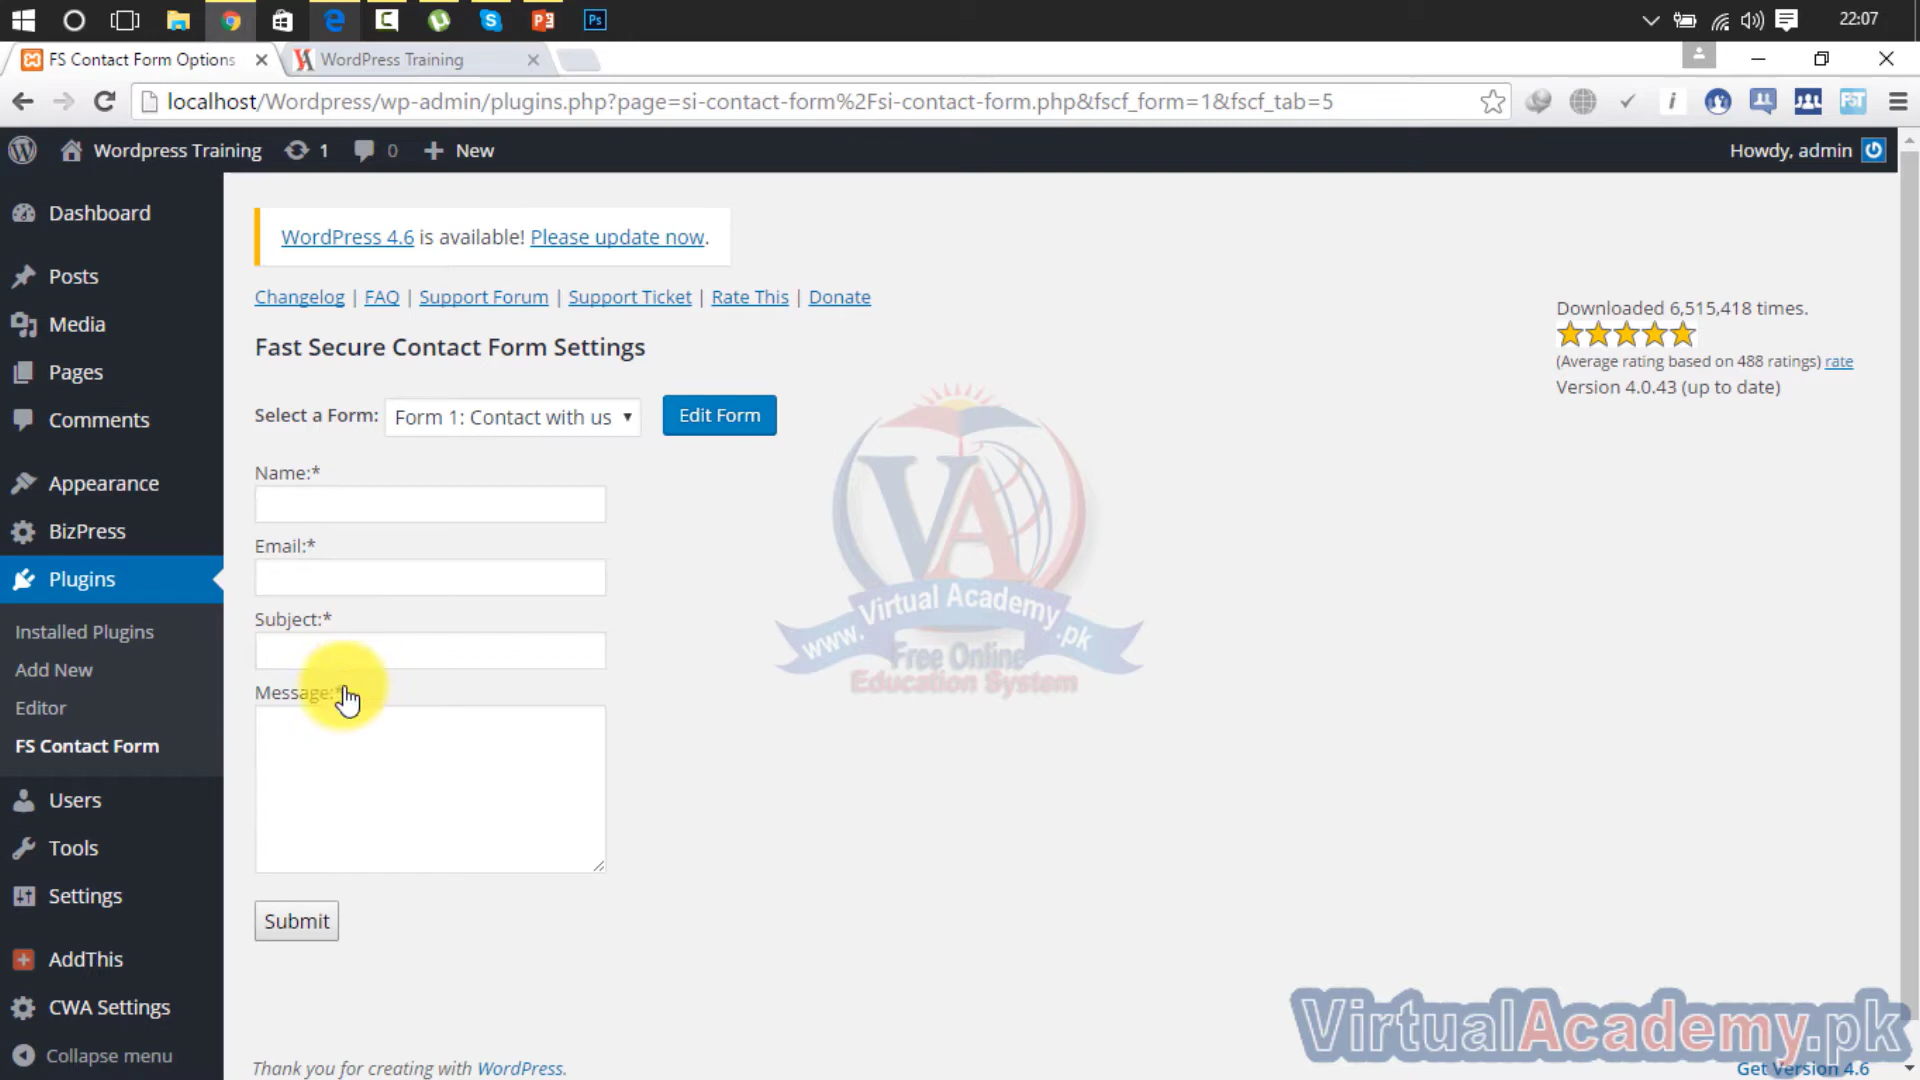 22:07
FS Contact Form Options
WordPress Training
localhost/Wordpress/wp-admin/plugins.php?page=si-contact-form%2Fsi-contact-form.php&fscf_form=1&fscf_tab=5
Wordpress Training
1
0
New
Howdy, admin
Dashboard
Posts
Media
Pages
Comments
Appearance
BizPress
Plugins
Installed Plugins
Add New
Editor
FS Contact Form
Users
Tools
Settings
AddThis
CWA Settings
Collapse menu
WordPress 4.6 is available! Please update now.
Changelog | FAQ | Support Forum | Support Ticket | Rate This | Donate
Downloaded 6,515,418 times.
(Average rating based on 488 ratings) rate
Version 4.0.43 (up to date)
Fast Secure Contact Form Settings
Select a Form: Form 1: Contact with us Edit Form
Name:*
Email:*
Subject:*
Message:*
Submit
VA
www.VirtualAcademy.pk
Free Online
Education System
VirtualAcademy.pk
Thank you for creating with WordPress.
Get Version 4.6